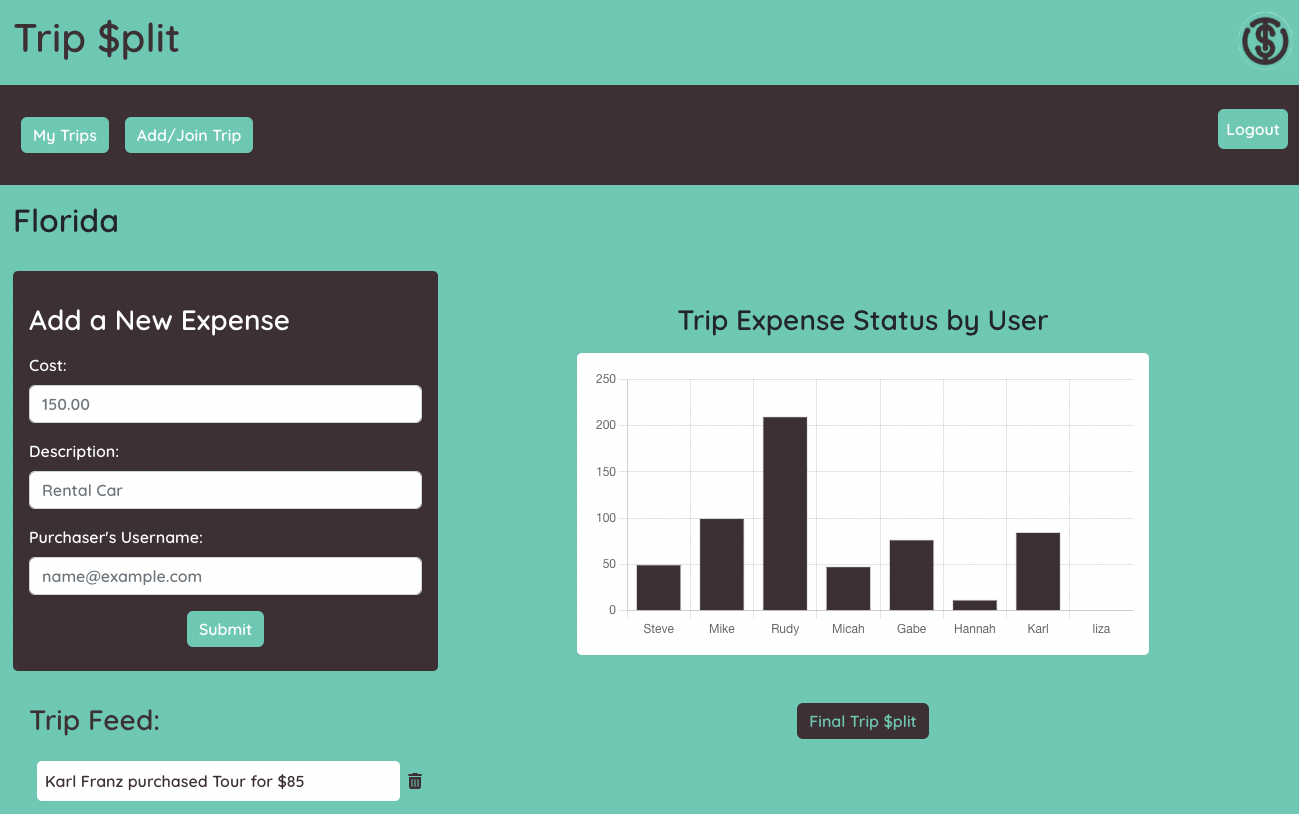 Trip $plit
My Trips
Add/Join Trip
Logout
Florida
Add a New Expense
Cost:
150.00
Description:
Rental Car
Purchaser's Username:
name@example.com
Submit
Trip Feed:
Karl Franz purchased Tour for $85
Trip Expense Status by User
250
200
150
100
50
0
Steve Mike Rudy Micah Gabe Hannah Karl liza
Final Trip $plit